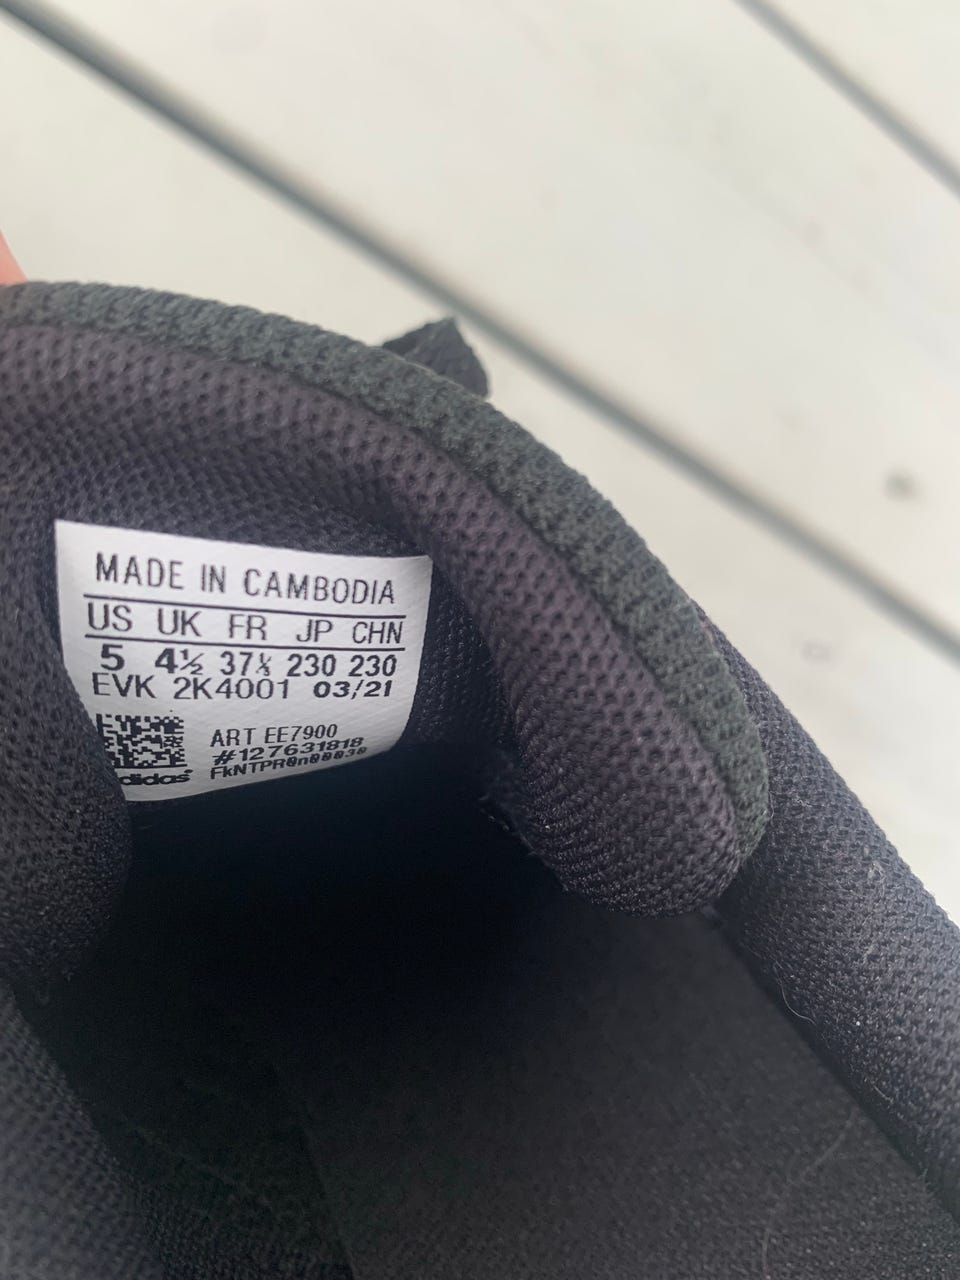 MADE IN CAMBODIA
US UK FR JP CHN
5 4½ 37⅓ 230 230
EVK 2K4001 03/21
ART EE7900
#127631818
FkNTPR0n00030
adidas